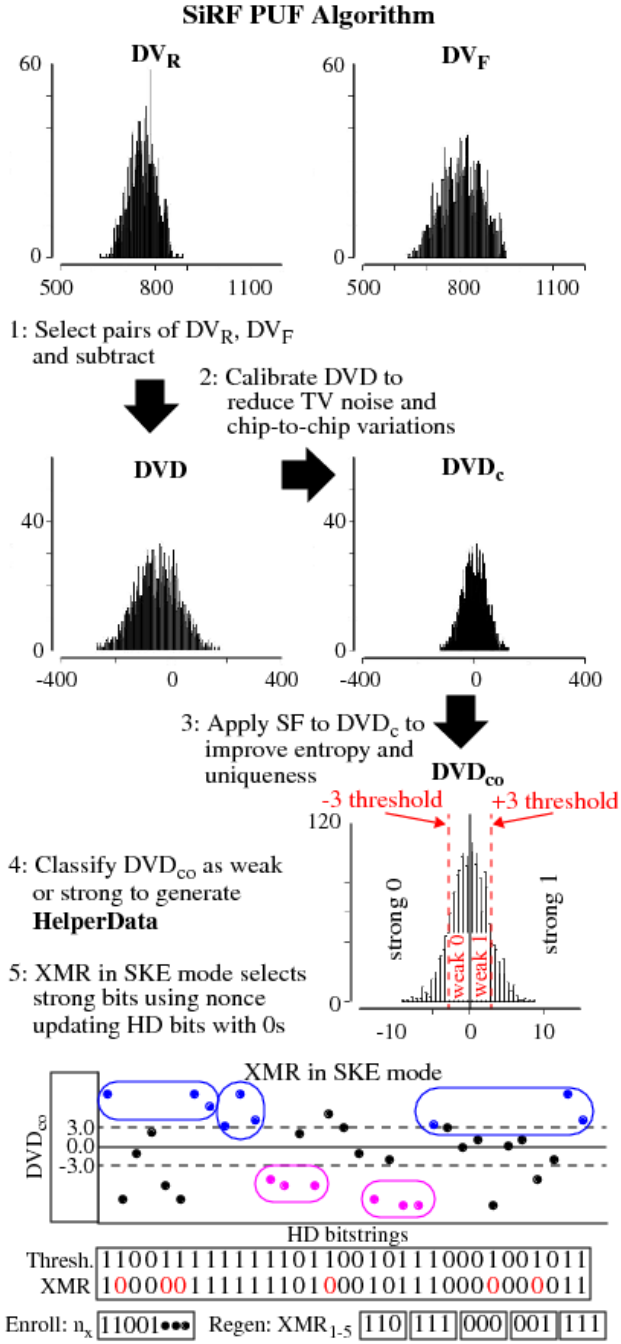 SiRF PUF Algorithm
DV_R
DV_F
60
60
0
0
500 800 1100
500 800 1100
1: Select pairs of DV_R, DV_F
and subtract
2: Calibrate DVD to
reduce TV noise and
chip-to-chip variations
DVD
DVD_c
40
40
0
0
-400 0 400
-400 0 400
3: Apply SF to DVD_c to
improve entropy and
uniqueness
DVD_co
-3 threshold
+3 threshold
120
0
strong 0
weak 0
weak 1
strong 1
-10 0 10
4: Classify DVD_co as weak
or strong to generate
HelperData
5: XMR in SKE mode selects
strong bits using nonce
updating HD bits with 0s
XMR in SKE mode
DVD_co
3.0
0.0
-3.0
HD bitstrings
Thresh. 110011111111101100101110001001011
XMR 100000111111101000101110000000011
Enroll: n_x 11001●●● Regen: XMR_1-5 110 111 000 001 111